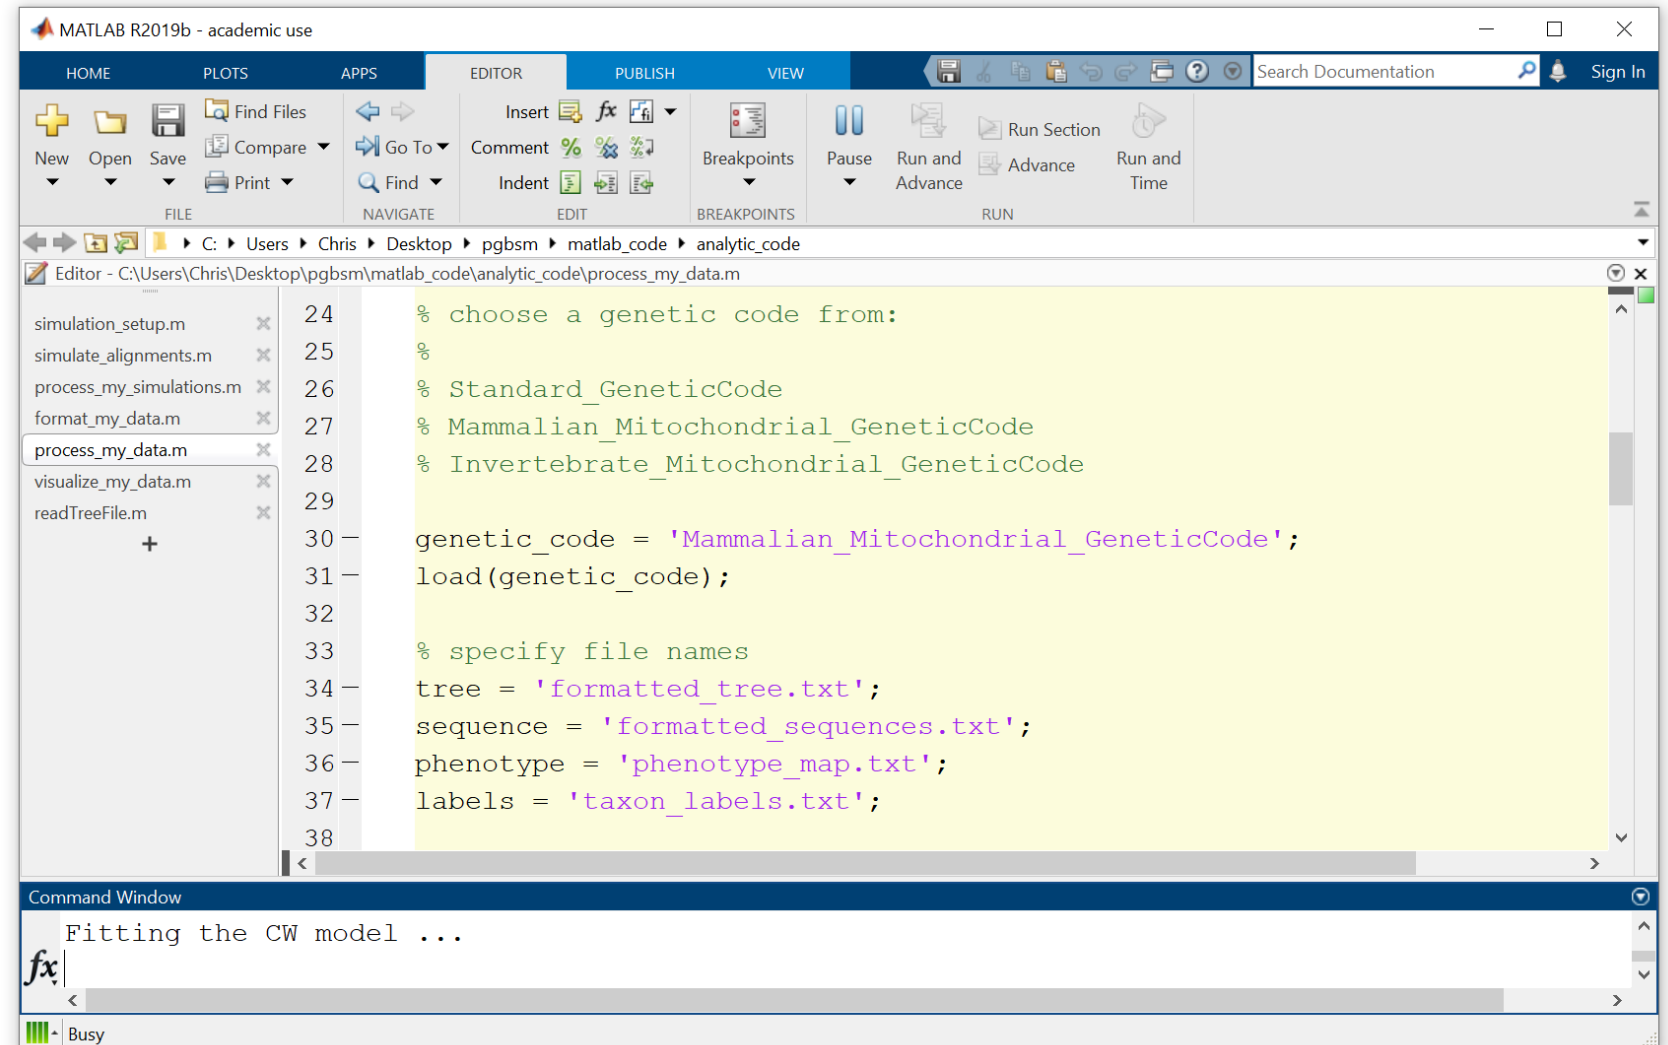 MATLAB R2019b - academic use
HOME PLOTS APPS EDITOR PUBLISH VIEW Search Documentation Sign In
New Open Save Find Files Compare Print
FILE
Go To Find
NAVIGATE
Insert fx fi
Comment % % %
Indent
EDIT
Breakpoints
BREAKPOINTS
Pause Run and Advance Run Section Advance Run and Time
RUN
C: Users Chris Desktop pgbsm matlab_code analytic_code
Editor - C:\Users\Chris\Desktop\pgbsm\matlab_code\analytic_code\process_my_data.m
simulation_setup.m
simulate_alignments.m
process_my_simulations.m
format_my_data.m
process_my_data.m
visualize_my_data.m
readTreeFile.m
+
24 % choose a genetic code from:
25 %
26 % Standard_GeneticCode
27 % Mammalian_Mitochondrial_GeneticCode
28 % Invertebrate_Mitochondrial_GeneticCode
29
30 – genetic_code = 'Mammalian_Mitochondrial_GeneticCode';
31 – load(genetic_code);
32
33 % specify file names
34 – tree = 'formatted_tree.txt';
35 – sequence = 'formatted_sequences.txt';
36 – phenotype = 'phenotype_map.txt';
37 – labels = 'taxon_labels.txt';
38
Command Window
Fitting the CW model ...
fx
Busy